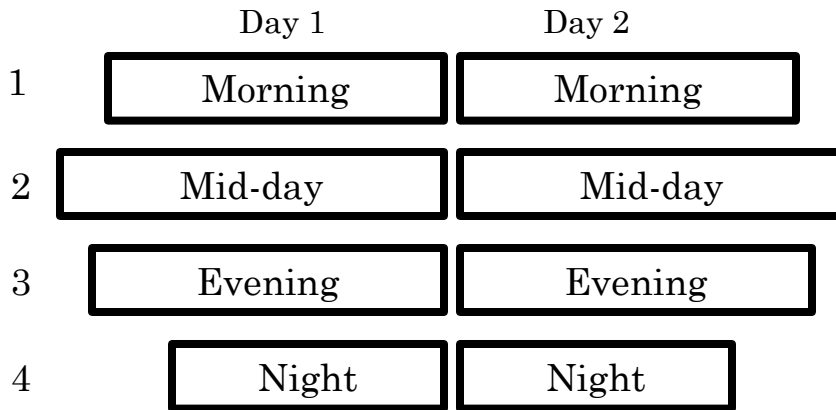 Day 1 Day 2
1 Morning Morning
2 Mid-day Mid-day
3 Evening Evening
4 Night Night